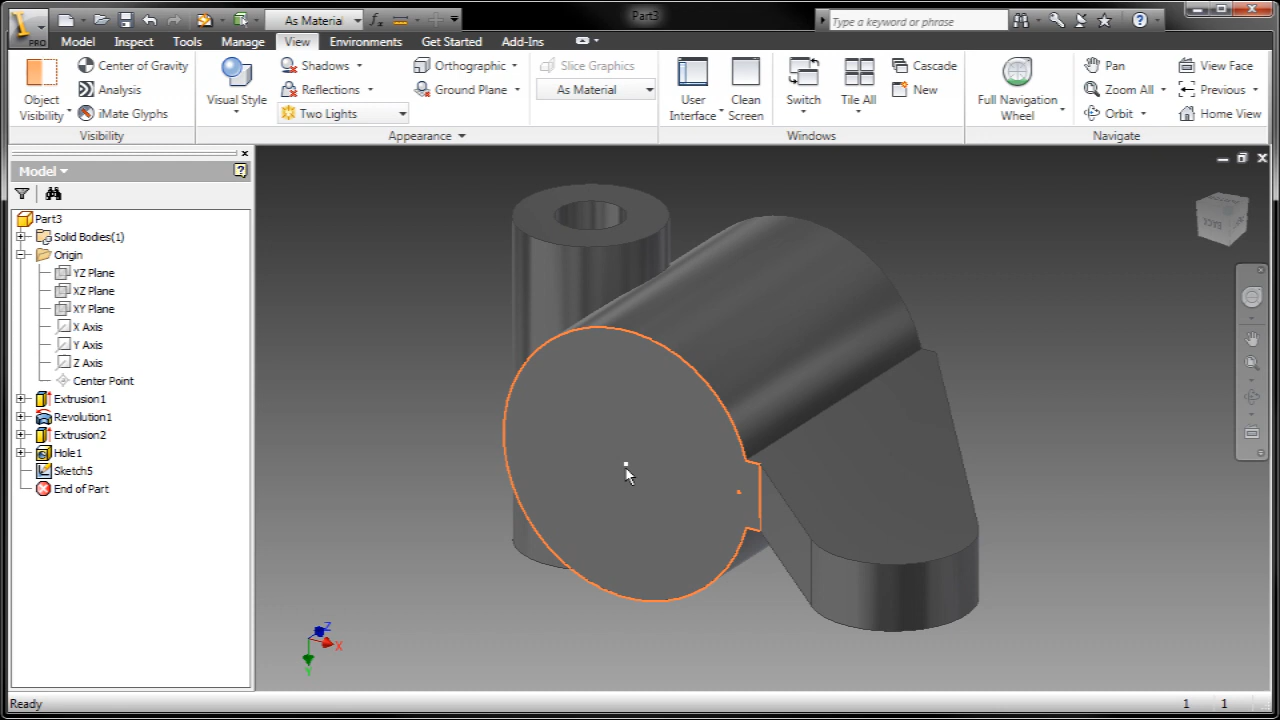 As Material
Part3
Type a keyword or phrase
PRO
Model Inspect Tools Manage View Environments Get Started Add-Ins
Object Visibility
Center of Gravity
Analysis
iMate Glyphs
Visibility
Visual Style
Shadows
Reflections
Two Lights
Orthographic
Ground Plane
Appearance
Slice Graphics
As Material
User Interface
Clean Screen
Switch
Tile All
Cascade
New
Windows
Full Navigation Wheel
Pan
Zoom All
Orbit
View Face
Previous
Home View
Navigate
Model
Part3
Solid Bodies(1)
Origin
YZ Plane
XZ Plane
XY Plane
X Axis
Y Axis
Z Axis
Center Point
Extrusion1
Revolution1
Extrusion2
Hole1
Sketch5
End of Part
Z
X
Y
Ready
1 1